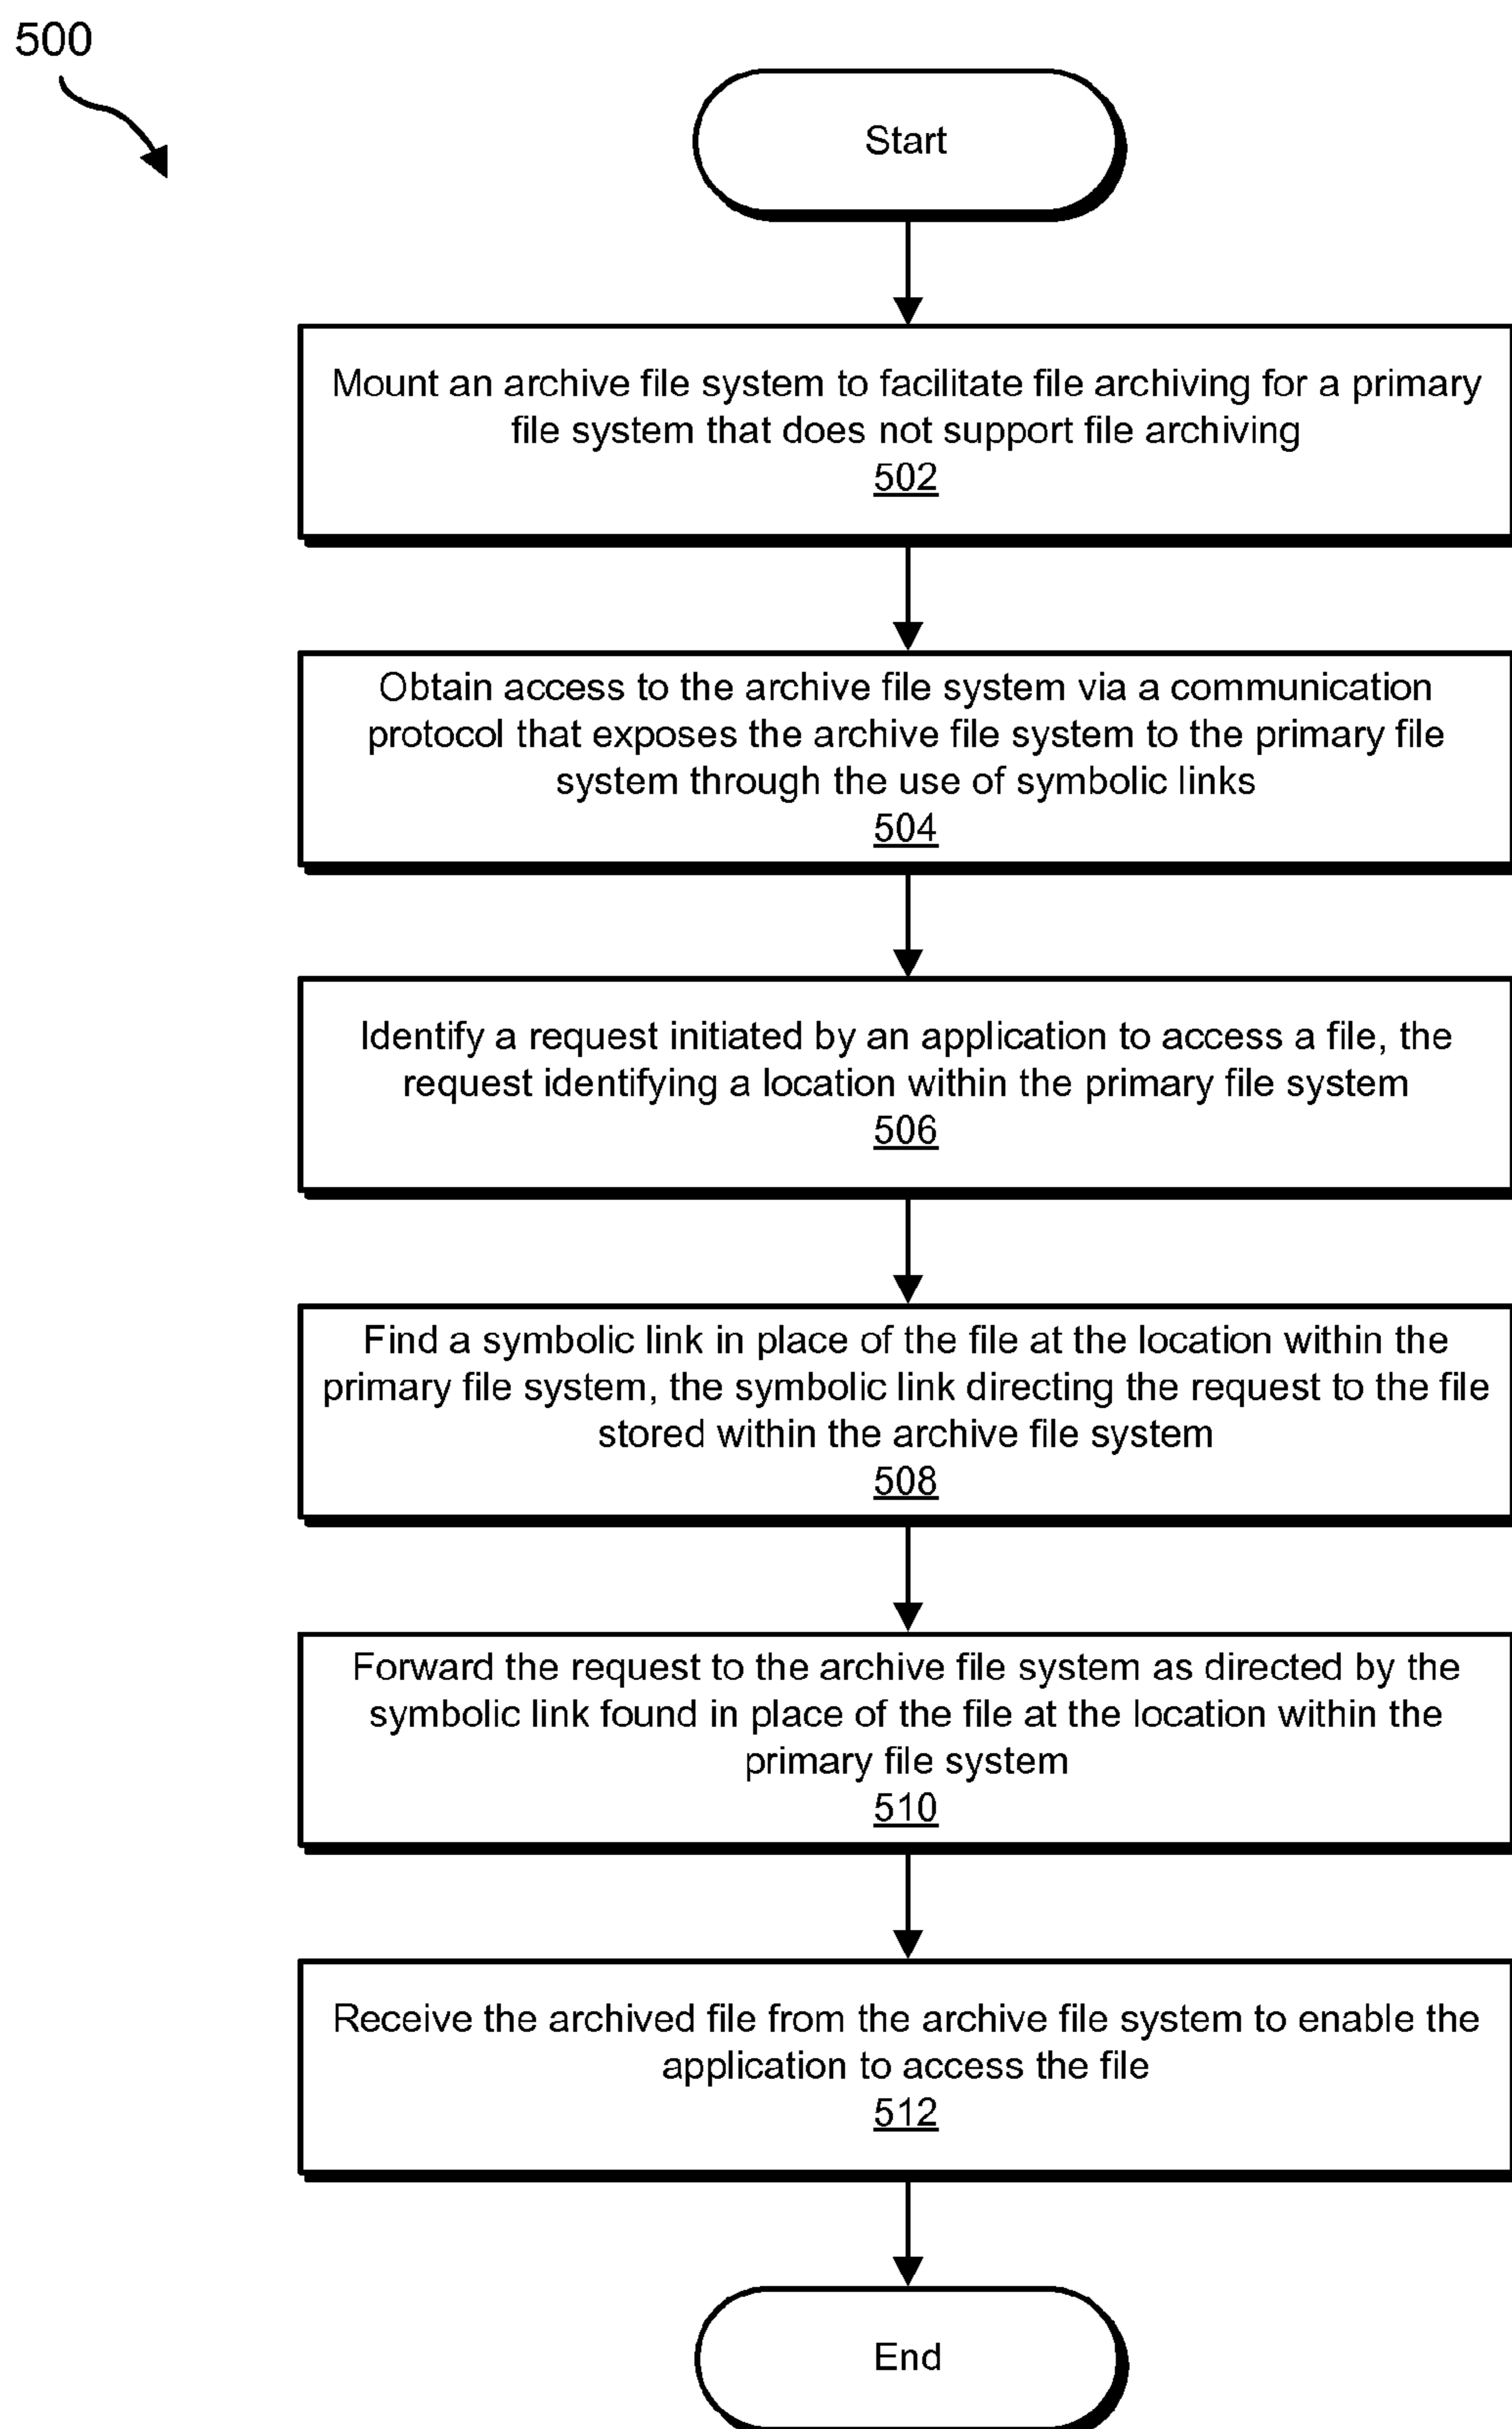 500
Start
Mount an archive file system to facilitate file archiving for a primary
file system that does not support file archiving
502
Obtain access to the archive file system via a communication
protocol that exposes the archive file system to the primary file
system through the use of symbolic links
504
Identify a request initiated by an application to access a file, the
request identifying a location within the primary file system
506
Find a symbolic link in place of the file at the location within the
primary file system, the symbolic link directing the request to the file
stored within the archive file system
508
Forward the request to the archive file system as directed by the
symbolic link found in place of the file at the location within the
primary file system
510
Receive the archived file from the archive file system to enable the
application to access the file
512
End